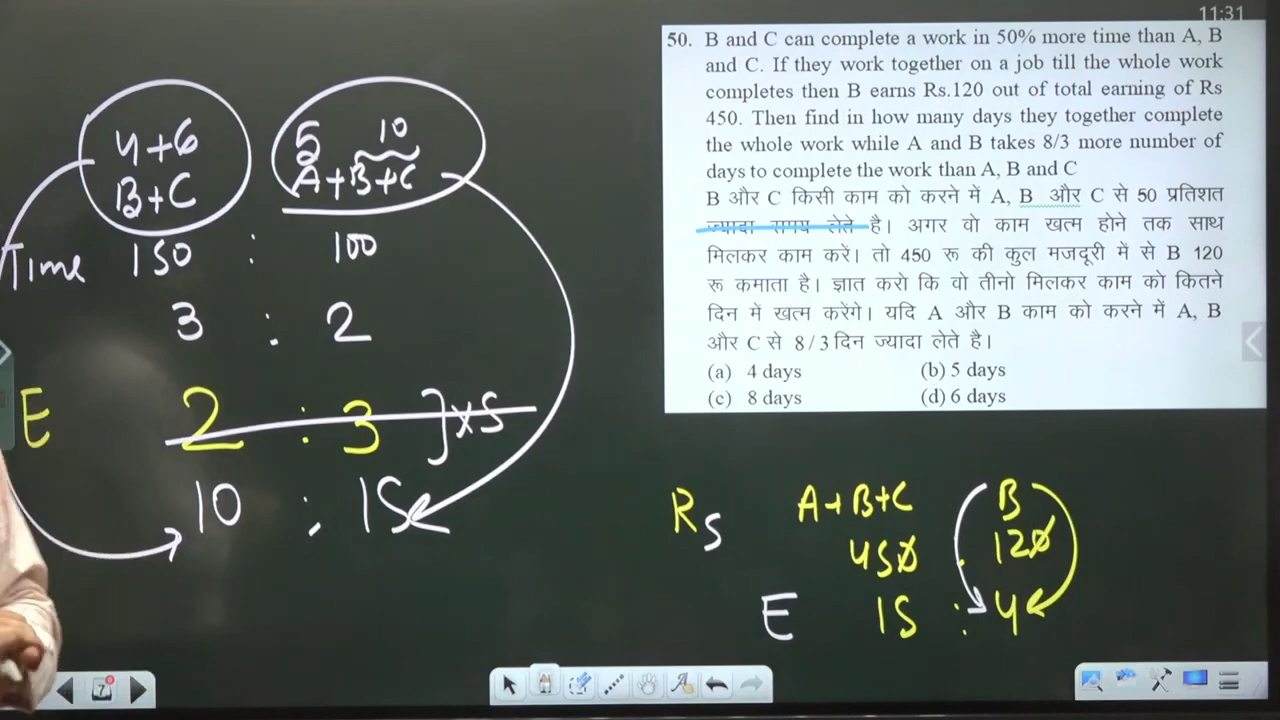 11:31
50. B and C can complete a work in 50% more time than A, B
and C. If they work together on a job till the whole work
completes then B earns Rs.120 out of total earning of Rs
450. Then find in how many days they together complete
the whole work while A and B takes 8/3 more number of
days to complete the work than A, B and C
B और C किसी काम को करने में A, B और C से 50 प्रतिशत
ज्यादा समय लेते है। अगर वो काम खत्म होने तक साथ
मिलकर काम करें। तो 450 रू की कुल मजदूरी में से B 120
रू कमाता है। ज्ञात करो कि वो तीनो मिलकर काम को कितने
दिन में खत्म करेंगे। यदि A और B काम को करने में A, B
और C से 8/3 दिन ज्यादा लेते है।
(a) 4 days (b) 5 days
(c) 8 days (d) 6 days
4+6
B+C
5 10
A+B+C
Time 150 : 100
3 : 2
E 2 : 3 } x5
10 : 15
Rs A+B+C B
450 : 120
E 15 : 4
7